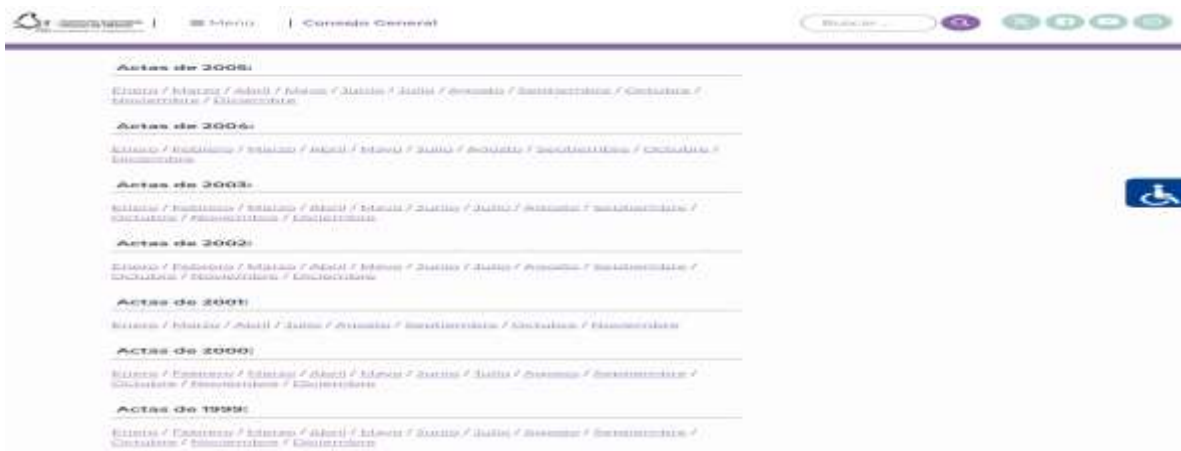 Menú
Consejo General
Buscar...
Actas de 2005:
Enero / Marzo / Abril / Mayo / Junio / Julio / Agosto / Septiembre / Octubre /
Noviembre / Diciembre
Actas de 2004:
Enero / Febrero / Marzo / Abril / Mayo / Junio / Agosto / Septiembre / Octubre /
Diciembre
Actas de 2003:
Enero / Febrero / Marzo / Abril / Mayo / Junio / Julio / Agosto / Septiembre /
Octubre / Noviembre / Diciembre
Actas de 2002:
Enero / Febrero / Marzo / Abril / Mayo / Junio / Julio / Agosto / Septiembre /
Octubre / Noviembre / Diciembre
Actas de 2001:
Enero / Marzo / Abril / Junio / Agosto / Septiembre / Octubre / Noviembre
Actas de 2000:
Enero / Febrero / Marzo / Abril / Mayo / Junio / Julio / Agosto / Septiembre /
Octubre / Noviembre / Diciembre
Actas de 1999:
Enero / Febrero / Marzo / Abril / Mayo / Junio / Julio / Agosto / Septiembre /
Octubre / Noviembre / Diciembre